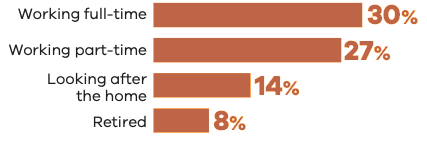 Working full-time 30%
Working part-time 27%
Looking after
the home 14%
Retired 8%